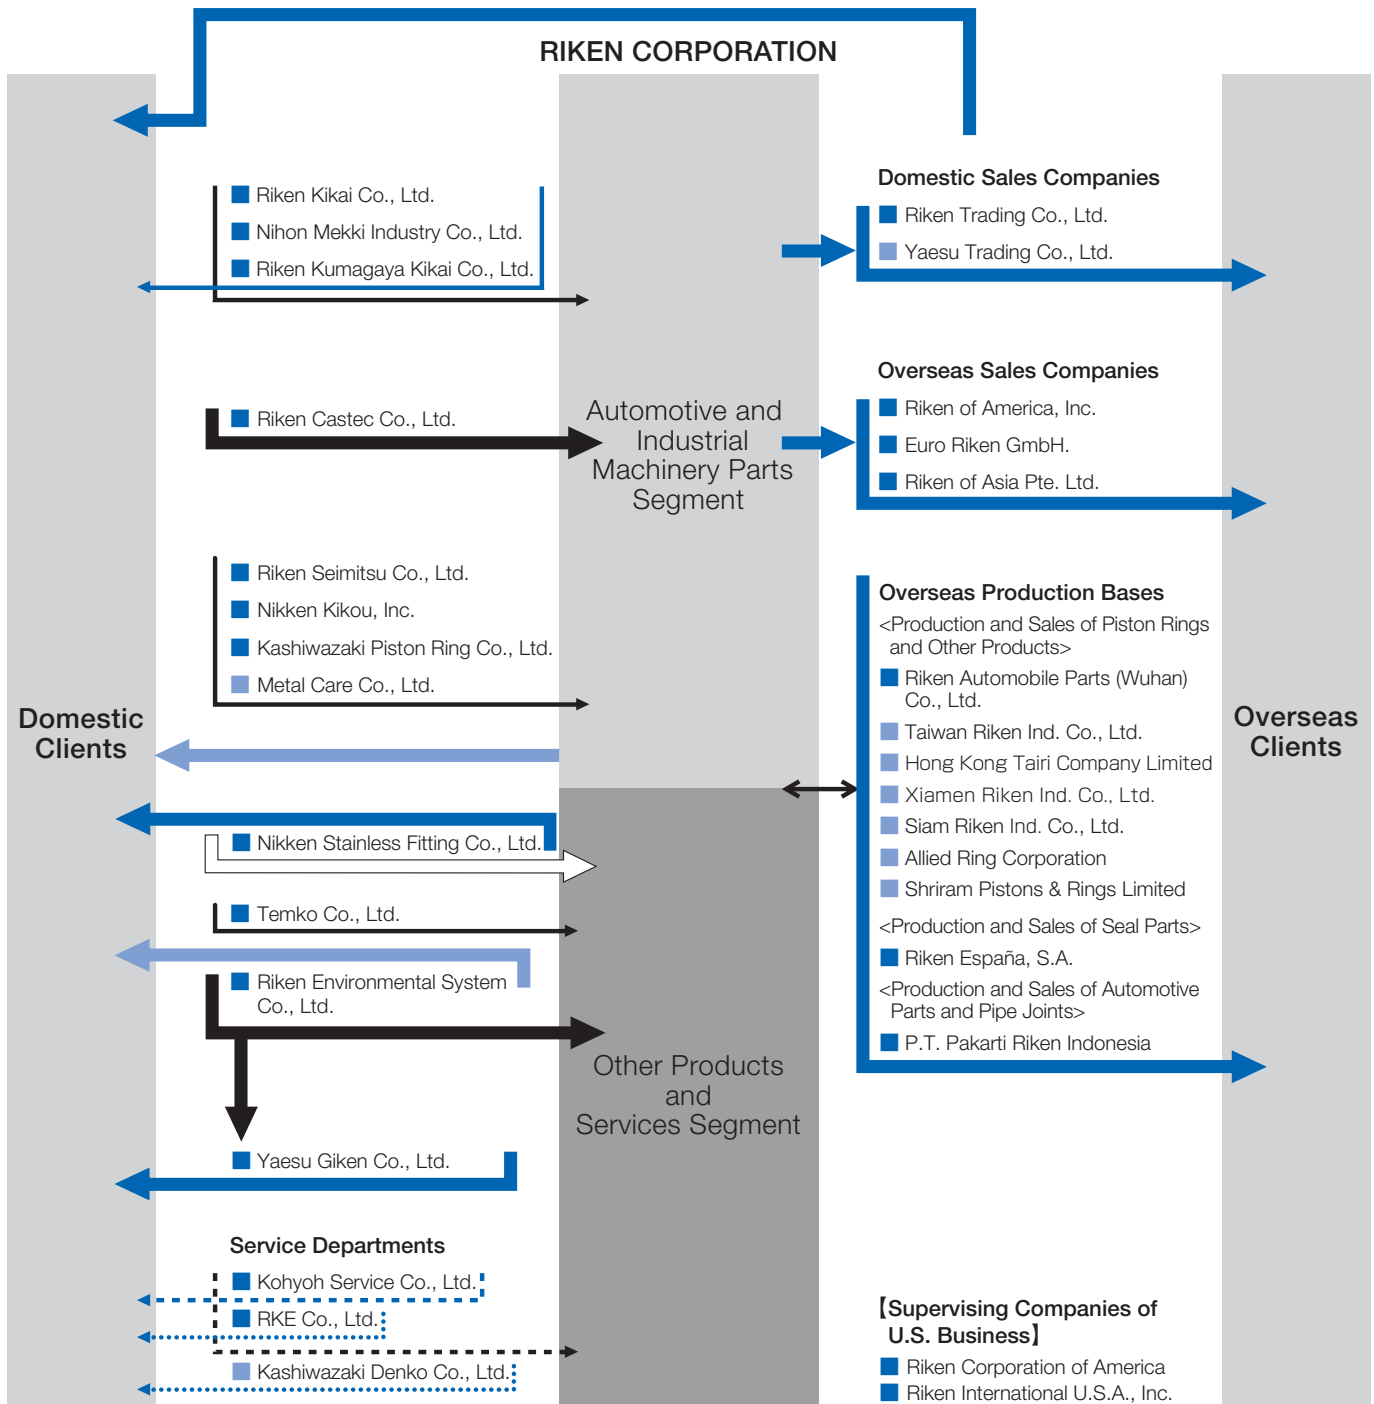 RIKEN CORPORATION
Domestic
Clients
Riken Kikai Co., Ltd.
Nihon Mekki Industry Co., Ltd.
Riken Kumagaya Kikai Co., Ltd.
Riken Castec Co., Ltd.
Riken Seimitsu Co., Ltd.
Nikken Kikou, Inc.
Kashiwazaki Piston Ring Co., Ltd.
Metal Care Co., Ltd.
Nikken Stainless Fitting Co., Ltd.
Temko Co., Ltd.
Riken Environmental System
Co., Ltd.
Yaesu Giken Co., Ltd.
Service Departments
Kohyoh Service Co., Ltd.
RKE Co., Ltd.
Kashiwazaki Denko Co., Ltd.
Automotive and
Industrial
Machinery Parts
Segment
Other Products
and
Services Segment
Domestic Sales Companies
Riken Trading Co., Ltd.
Yaesu Trading Co., Ltd.
Overseas Sales Companies
Riken of America, Inc.
Euro Riken GmbH.
Riken of Asia Pte. Ltd.
Overseas Production Bases
<Production and Sales of Piston Rings
and Other Products>
Riken Automobile Parts (Wuhan)
Co., Ltd.
Taiwan Riken Ind. Co., Ltd.
Hong Kong Tairi Company Limited
Xiamen Riken Ind. Co., Ltd.
Siam Riken Ind. Co., Ltd.
Allied Ring Corporation
Shriram Pistons & Rings Limited
<Production and Sales of Seal Parts>
Riken España, S.A.
<Production and Sales of Automotive
Parts and Pipe Joints>
P.T. Pakarti Riken Indonesia
【Supervising Companies of
U.S. Business】
Riken Corporation of America
Riken International U.S.A., Inc.
Overseas
Clients